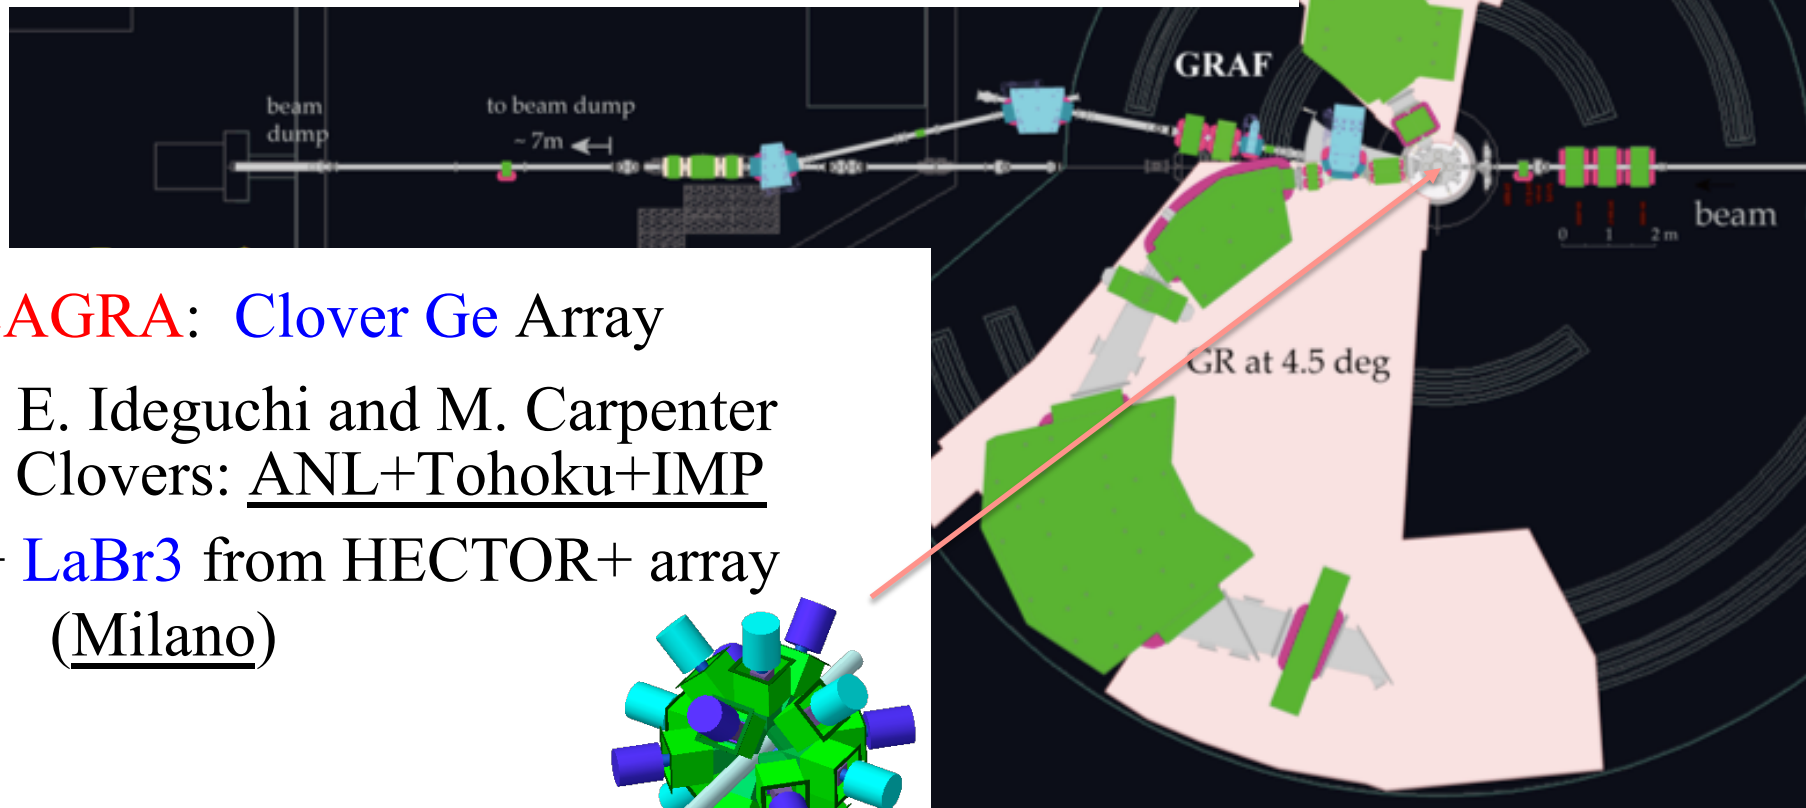 GRAF
beam
dump
to beam dump
~ 7m
beam
0 1 2 m
AGRA: Clover Ge Array
GR at 4.5 deg
E. Ideguchi and M. Carpenter
Clovers: ANL+Tohoku+IMP
LaBr3 from HECTOR+ array
(Milano)